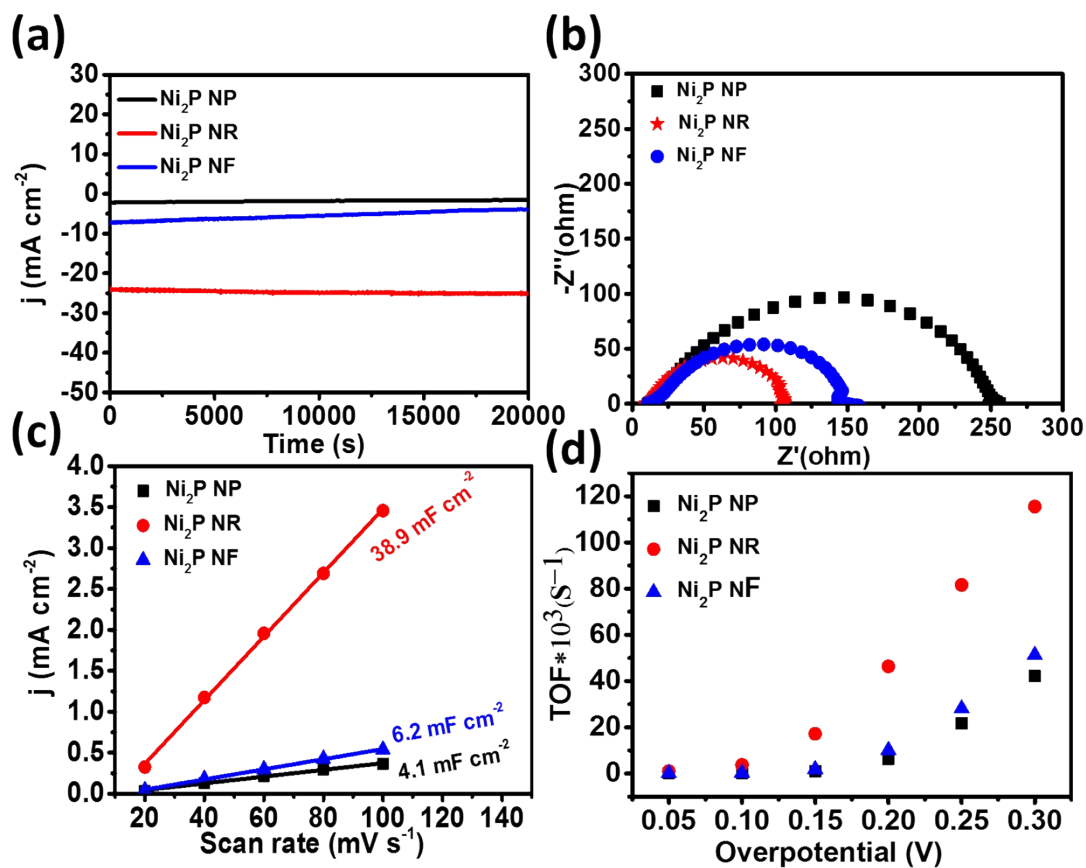 (a)
30
20
10
0
-10
-20
-30
-40
-50
j (mA cm⁻²)
Ni₂P NP
Ni₂P NR
Ni₂P NF
0 5000 10000 15000 20000
Time (s)
(b)
300
250
200
150
100
50
0
-Z''(ohm)
Ni₂P NP
Ni₂P NR
Ni₂P NF
0 50 100 150 200 250 300
Z'(ohm)
(c)
4.0
3.5
3.0
2.5
2.0
1.5
1.0
0.5
0.0
j (mA cm⁻²)
Ni₂P NP
Ni₂P NR
Ni₂P NF
38.9 mF cm⁻²
6.2 mF cm⁻²
4.1 mF cm⁻²
20 40 60 80 100 120 140
Scan rate (mV s⁻¹)
(d)
120
100
80
60
40
20
0
TOF*10³(S⁻¹)
Ni₂P NP
Ni₂P NR
Ni₂P NF
0.05 0.10 0.15 0.20 0.25 0.30
Overpotential (V)